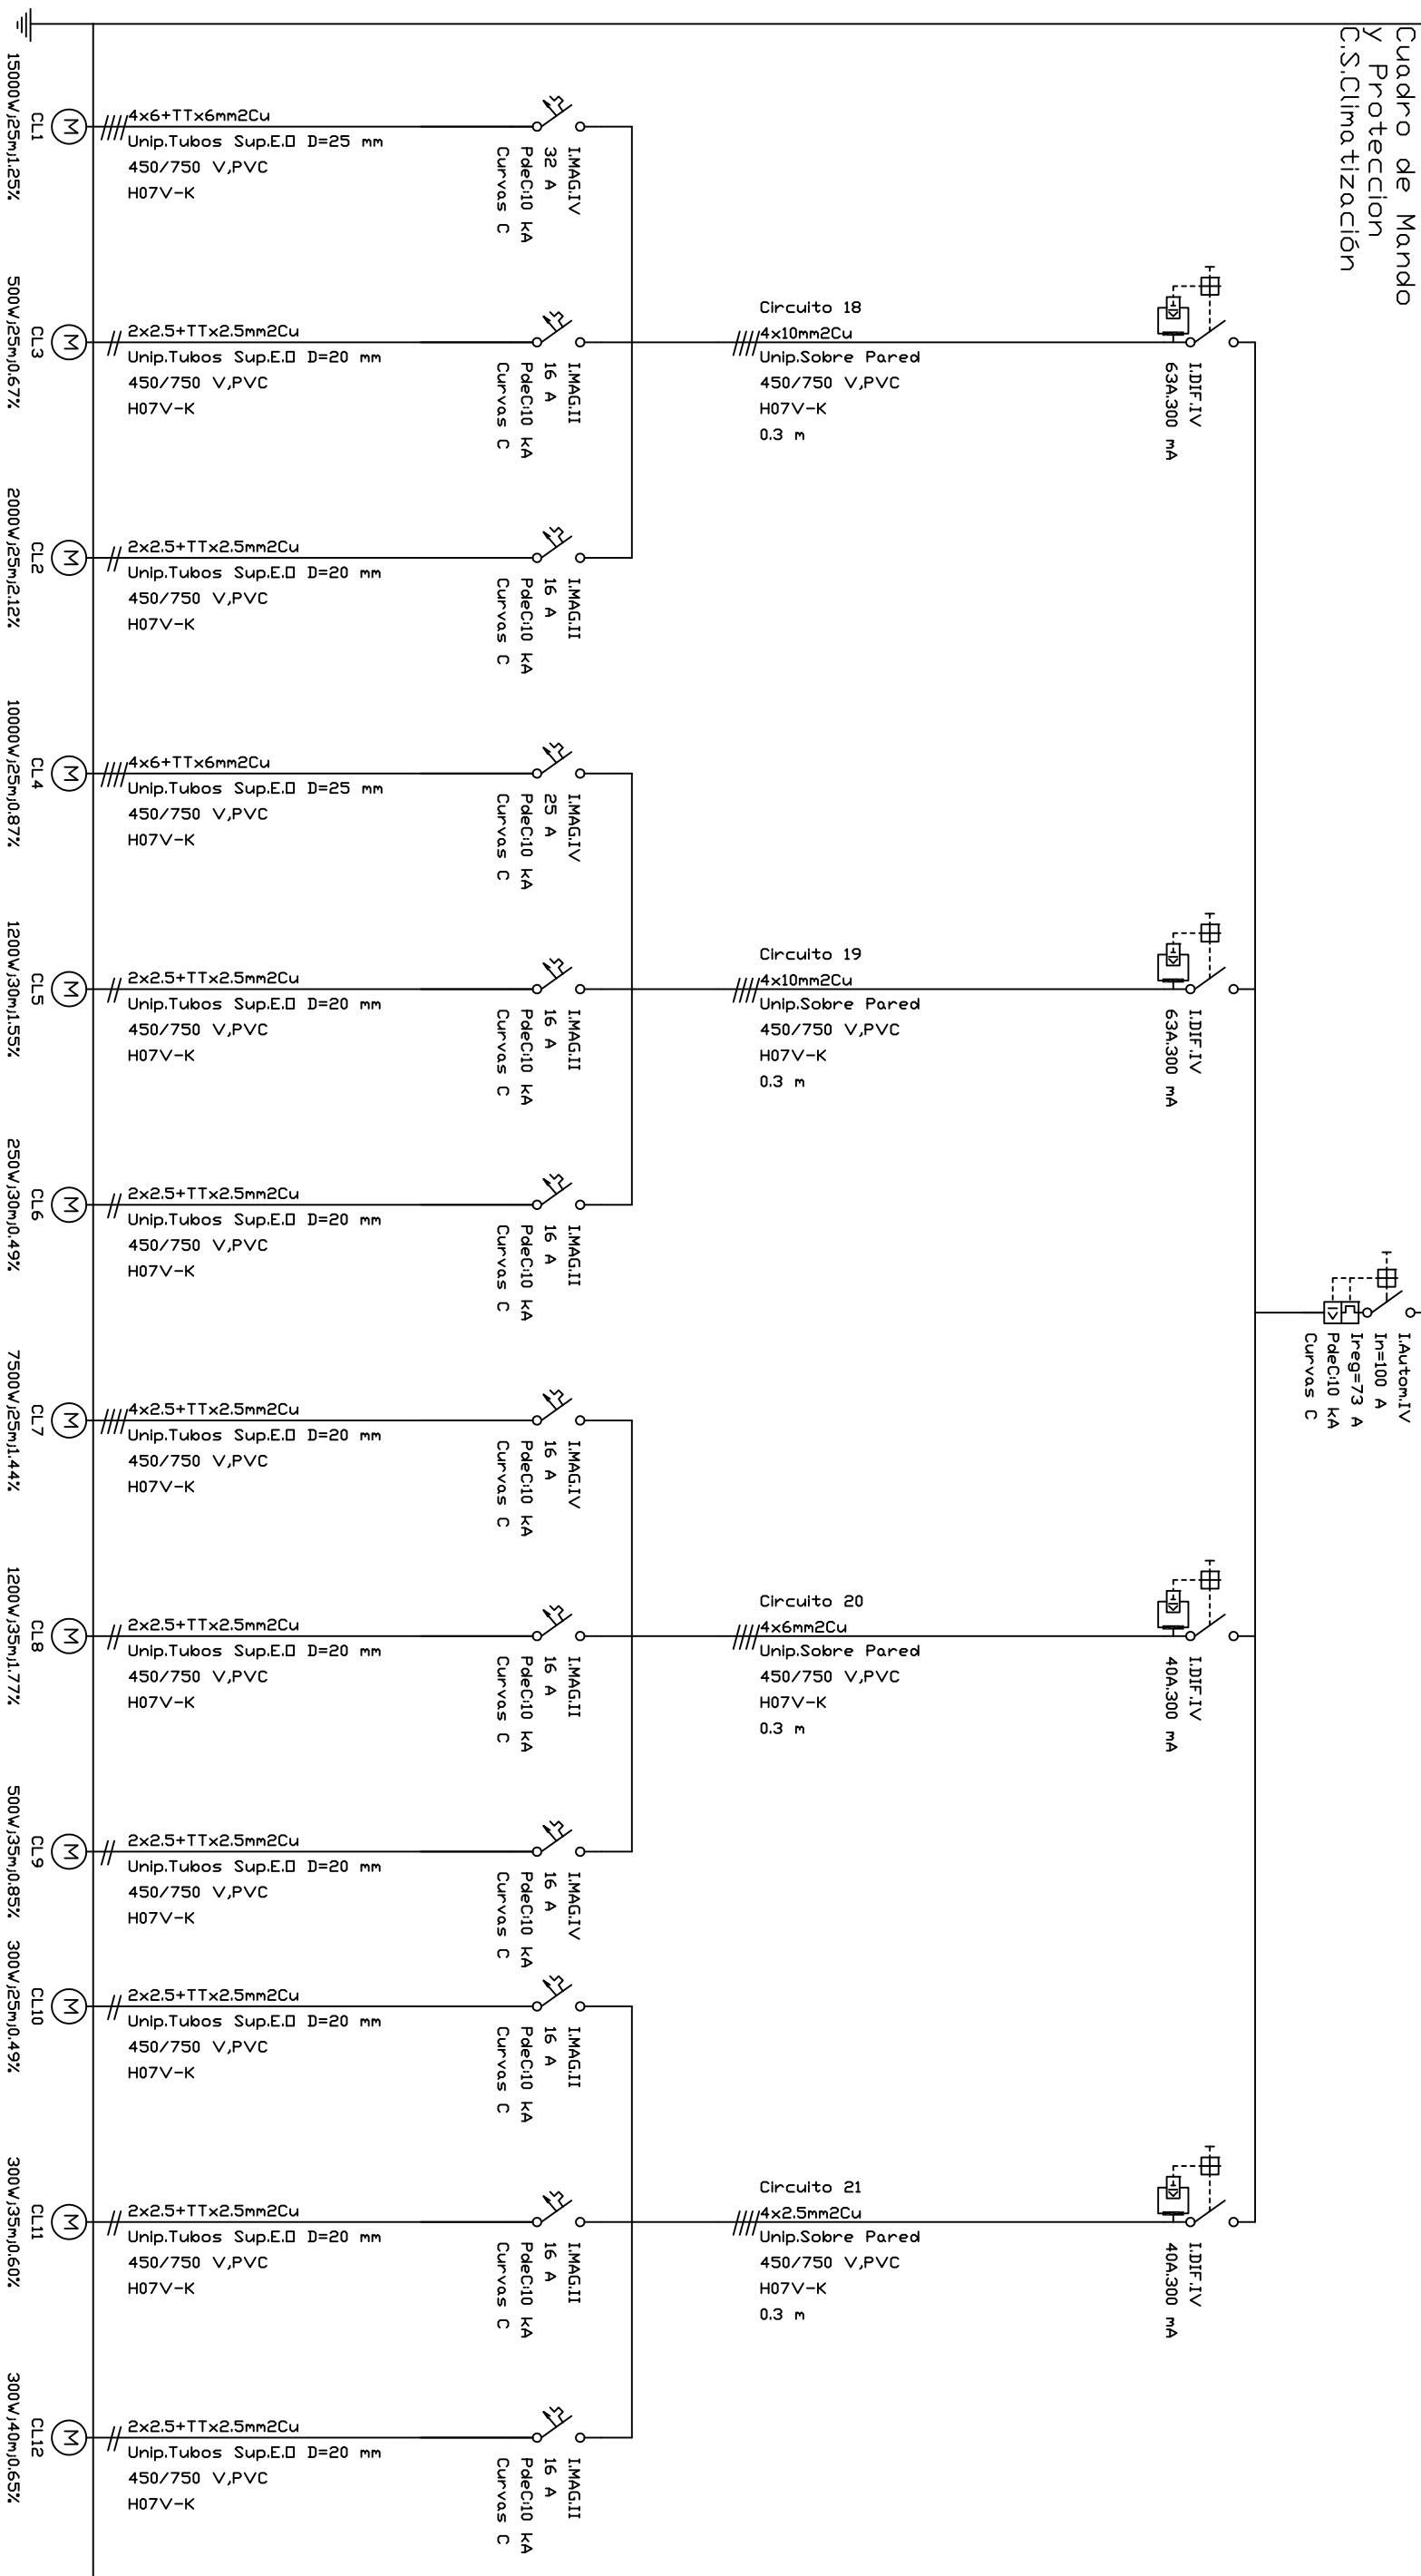 Cuadro de Mando
y Proteccion
C.S.Climatización
I.Autom.IV
In=100 A
Ireg=73 A
PdeC:10 kA
Curvas C
I.DIF.IV
63A.300 mA
Circuito 18
4x10mm2Cu
Unip.Sobre Pared
450/750 V,PVC
H07V-K
0.3 m
I.MAG.IV
32 A
PdeC:10 kA
Curvas C
4x6+TTx6mm2Cu
Unip.Tubos Sup.E.O D=25 mm
450/750 V,PVC
H07V-K
M
CL1
15000W;25m;1.25%
I.MAG.II
16 A
PdeC:10 kA
Curvas C
2x2.5+TTx2.5mm2Cu
Unip.Tubos Sup.E.O D=20 mm
450/750 V,PVC
H07V-K
M
CL3
500W;25m;0.67%
I.MAG.II
16 A
PdeC:10 kA
Curvas C
2x2.5+TTx2.5mm2Cu
Unip.Tubos Sup.E.O D=20 mm
450/750 V,PVC
H07V-K
M
CL2
2000W;25m;2.12%
I.DIF.IV
63A.300 mA
Circuito 19
4x10mm2Cu
Unip.Sobre Pared
450/750 V,PVC
H07V-K
0.3 m
I.MAG.IV
25 A
PdeC:10 kA
Curvas C
4x6+TTx6mm2Cu
Unip.Tubos Sup.E.O D=25 mm
450/750 V,PVC
H07V-K
M
CL4
10000W;25m;0.87%
I.MAG.II
16 A
PdeC:10 kA
Curvas C
2x2.5+TTx2.5mm2Cu
Unip.Tubos Sup.E.O D=20 mm
450/750 V,PVC
H07V-K
M
CL5
1200W;30m;1.55%
I.MAG.II
16 A
PdeC:10 kA
Curvas C
2x2.5+TTx2.5mm2Cu
Unip.Tubos Sup.E.O D=20 mm
450/750 V,PVC
H07V-K
M
CL6
250W;30m;0.49%
I.DIF.IV
40A.300 mA
Circuito 20
4x6mm2Cu
Unip.Sobre Pared
450/750 V,PVC
H07V-K
0.3 m
I.MAG.IV
16 A
PdeC:10 kA
Curvas C
4x2.5+TTx2.5mm2Cu
Unip.Tubos Sup.E.O D=20 mm
450/750 V,PVC
H07V-K
M
CL7
7500W;25m;1.44%
I.MAG.II
16 A
PdeC:10 kA
Curvas C
2x2.5+TTx2.5mm2Cu
Unip.Tubos Sup.E.O D=20 mm
450/750 V,PVC
H07V-K
M
CL8
1200W;35m;1.77%
I.MAG.IV
16 A
PdeC:10 kA
Curvas C
2x2.5+TTx2.5mm2Cu
Unip.Tubos Sup.E.O D=20 mm
450/750 V,PVC
H07V-K
M
CL9
500W;35m;0.85%
I.DIF.IV
40A.300 mA
Circuito 21
4x2.5mm2Cu
Unip.Sobre Pared
450/750 V,PVC
H07V-K
0.3 m
I.MAG.II
16 A
PdeC:10 kA
Curvas C
2x2.5+TTx2.5mm2Cu
Unip.Tubos Sup.E.O D=20 mm
450/750 V,PVC
H07V-K
M
CL10
300W;25m;0.49%
I.MAG.II
16 A
PdeC:10 kA
Curvas C
2x2.5+TTx2.5mm2Cu
Unip.Tubos Sup.E.O D=20 mm
450/750 V,PVC
H07V-K
M
CL11
300W;35m;0.60%
I.MAG.II
16 A
PdeC:10 kA
Curvas C
2x2.5+TTx2.5mm2Cu
Unip.Tubos Sup.E.O D=20 mm
450/750 V,PVC
H07V-K
M
CL12
300W;40m;0.65%